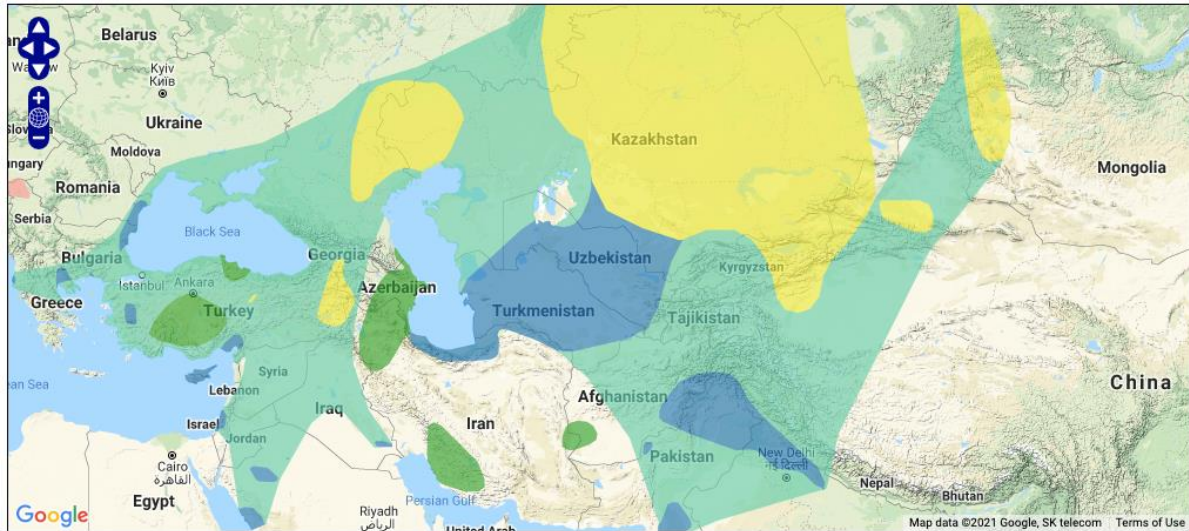 Belarus
Kyiv
Київ
Ukraine
Moldova
Romania
Serbia
Black Sea
Bulgaria
Georgia
Istanbul
Ankara
Azerbaijan
Greece
Turkey
Kazakhstan
Mongolia
Uzbekistan
Kyrgyzstan
Turkmenistan
Tajikistan
Syria
Lebanon
Israel
Iraq
Iran
Afghanistan
China
Jordan
Pakistan
New Delhi
Cairo
القاهرة
Egypt
Persian Gulf
Nepal
Bhutan
Riyadh
الرياض
Google
Map data ©2021 Google, SK telecom
Terms of Use